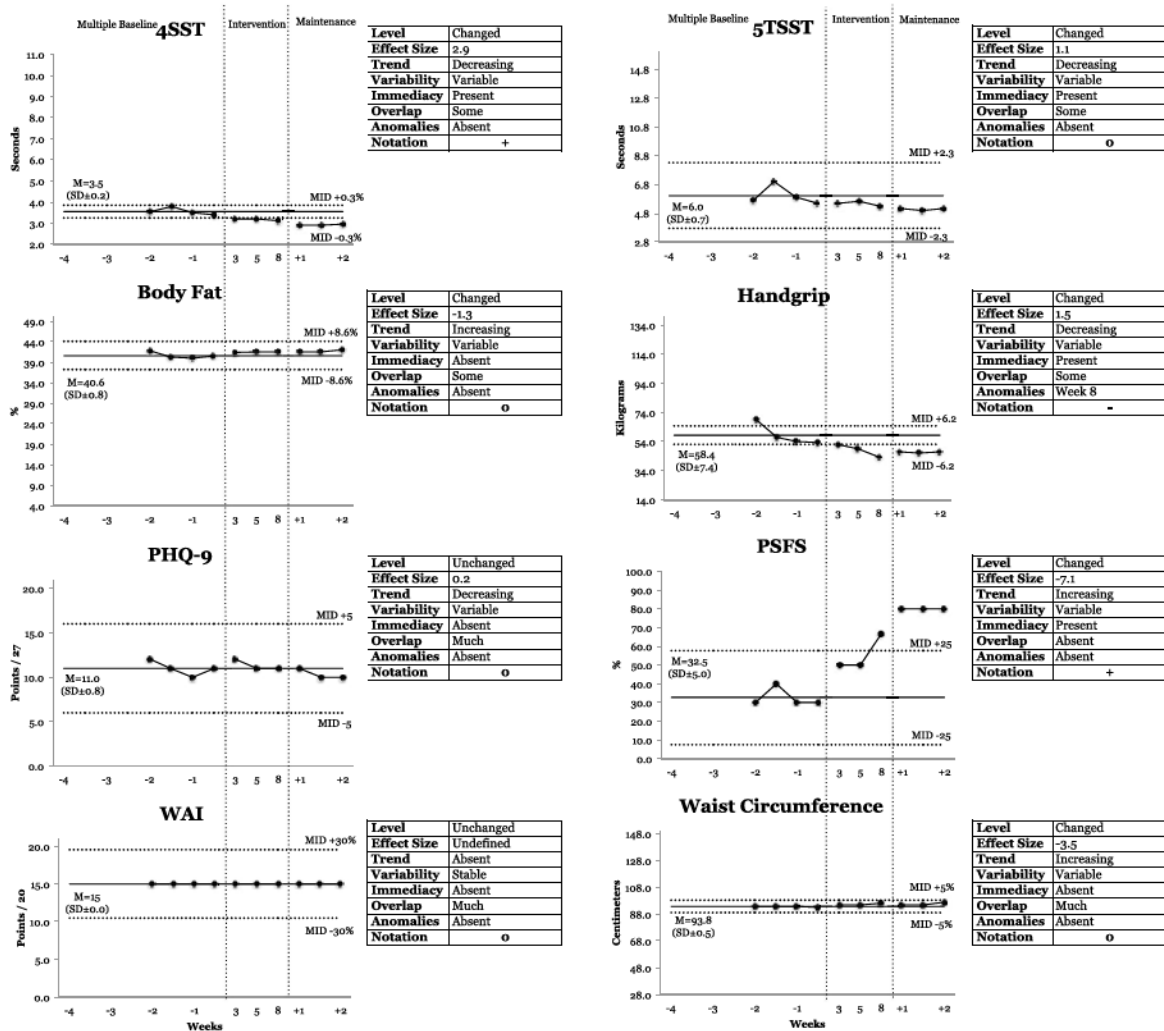 Multiple Baseline
4SST
Intervention
Maintenance
Seconds
11.0
10.0
9.0
8.0
7.0
6.0
5.0
4.0
3.0
2.0
M=3.5
(SD±0.2)
MID +0.3%
MID -0.3%
-4 -3 -2 -1 3 5 8 +1 +2
Level Changed
Effect Size 2.9
Trend Decreasing
Variability Variable
Immediacy Present
Overlap Some
Anomalies Absent
Notation +
Multiple Baseline
5TSST
Intervention
Maintenance
Seconds
14.8
12.8
10.8
8.8
6.8
4.8
2.8
MID +2.3
M=6.0
(SD±0.7)
MID -2.3
-4 -3 -2 -1 3 5 8 +1 +2
Level Changed
Effect Size 1.1
Trend Decreasing
Variability Variable
Immediacy Present
Overlap Some
Anomalies Absent
Notation 0
Body Fat
%
49.0
44.0
39.0
34.0
29.0
24.0
19.0
14.0
9.0
4.0
MID +8.6%
M=40.6
(SD±0.8)
MID -8.6%
-4 -3 -2 -1 3 5 8 +1 +2
Level Changed
Effect Size -1.3
Trend Increasing
Variability Variable
Immediacy Absent
Overlap Some
Anomalies Absent
Notation 0
Handgrip
Kilograms
134.0
114.0
94.0
74.0
54.0
34.0
14.0
MID +6.2
M=58.4
(SD±7.4)
MID -6.2
-4 -3 -2 -1 3 5 8 +1 +2
Level Changed
Effect Size 1.5
Trend Decreasing
Variability Variable
Immediacy Present
Overlap Some
Anomalies Week 8
Notation -
PHQ-9
Points / 27
20.0
15.0
10.0
5.0
0.0
MID +5
M=11.0
(SD±0.8)
MID -5
-4 -3 -2 -1 3 5 8 +1 +2
Level Unchanged
Effect Size 0.2
Trend Decreasing
Variability Variable
Immediacy Absent
Overlap Much
Anomalies Absent
Notation 0
PSFS
%
100.0
90.0
80.0
70.0
60.0
50.0
40.0
30.0
20.0
10.0
0.0
MID +25
M=32.5
(SD±5.0)
MID -25
-4 -3 -2 -1 3 5 8 +1 +2
Level Changed
Effect Size -7.1
Trend Increasing
Variability Variable
Immediacy Present
Overlap Absent
Anomalies Absent
Notation +
WAI
Points / 20
20.0
15.0
10.0
5.0
0.0
MID +30%
M=15
(SD±0.0)
MID -30%
-4 -3 -2 -1 3 5 8 +1 +2
Weeks
Level Unchanged
Effect Size Undefined
Trend Absent
Variability Stable
Immediacy Absent
Overlap Much
Anomalies Absent
Notation 0
Waist Circumference
Centimeters
148.0
128.0
108.0
88.0
68.0
48.0
28.0
MID +5%
M=93.8
(SD±0.5)
MID -5%
-4 -3 -2 -1 3 5 8 +1 +2
Weeks
Level Changed
Effect Size -3.5
Trend Increasing
Variability Variable
Immediacy Absent
Overlap Much
Anomalies Absent
Notation 0